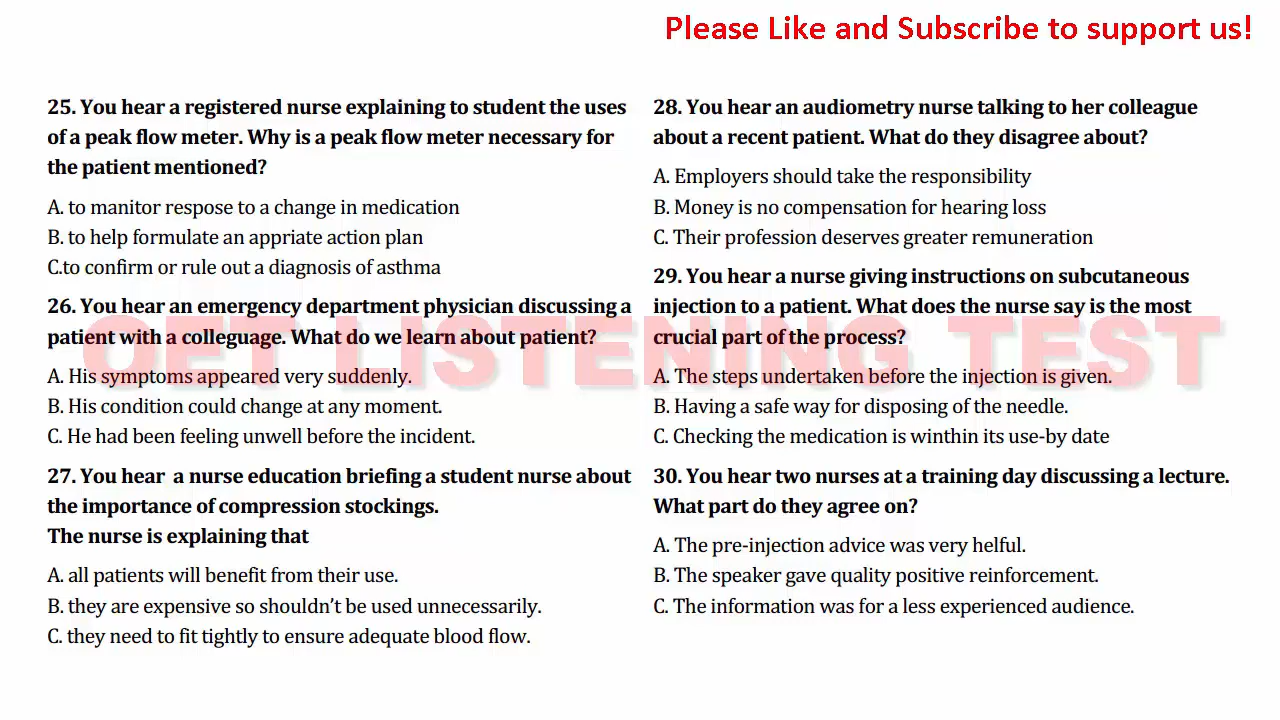 Please Like and Subscribe to support us!
25. You hear a registered nurse explaining to student the uses
of a peak flow meter. Why is a peak flow meter necessary for
the patient mentioned?
A. to manitor respose to a change in medication
B. to help formulate an appriate action plan
C.to confirm or rule out a diagnosis of asthma
26. You hear an emergency department physician discussing a
patient with a colleguage. What do we learn about patient?
A. His symptoms appeared very suddenly.
B. His condition could change at any moment.
C. He had been feeling unwell before the incident.
27. You hear  a nurse education briefing a student nurse about
the importance of compression stockings.
The nurse is explaining that
A. all patients will benefit from their use.
B. they are expensive so shouldn't be used unnecessarily.
C. they need to fit tightly to ensure adequate blood flow.
28. You hear an audiometry nurse talking to her colleague
about a recent patient. What do they disagree about?
A. Employers should take the responsibility
B. Money is no compensation for hearing loss
C. Their profession deserves greater remuneration
29. You hear a nurse giving instructions on subcutaneous
injection to a patient. What does the nurse say is the most
crucial part of the process?
A. The steps undertaken before the injection is given.
B. Having a safe way for disposing of the needle.
C. Checking the medication is winthin its use-by date
30. You hear two nurses at a training day discussing a lecture.
What part do they agree on?
A. The pre-injection advice was very helful.
B. The speaker gave quality positive reinforcement.
C. The information was for a less experienced audience.
OET LISTENING TEST